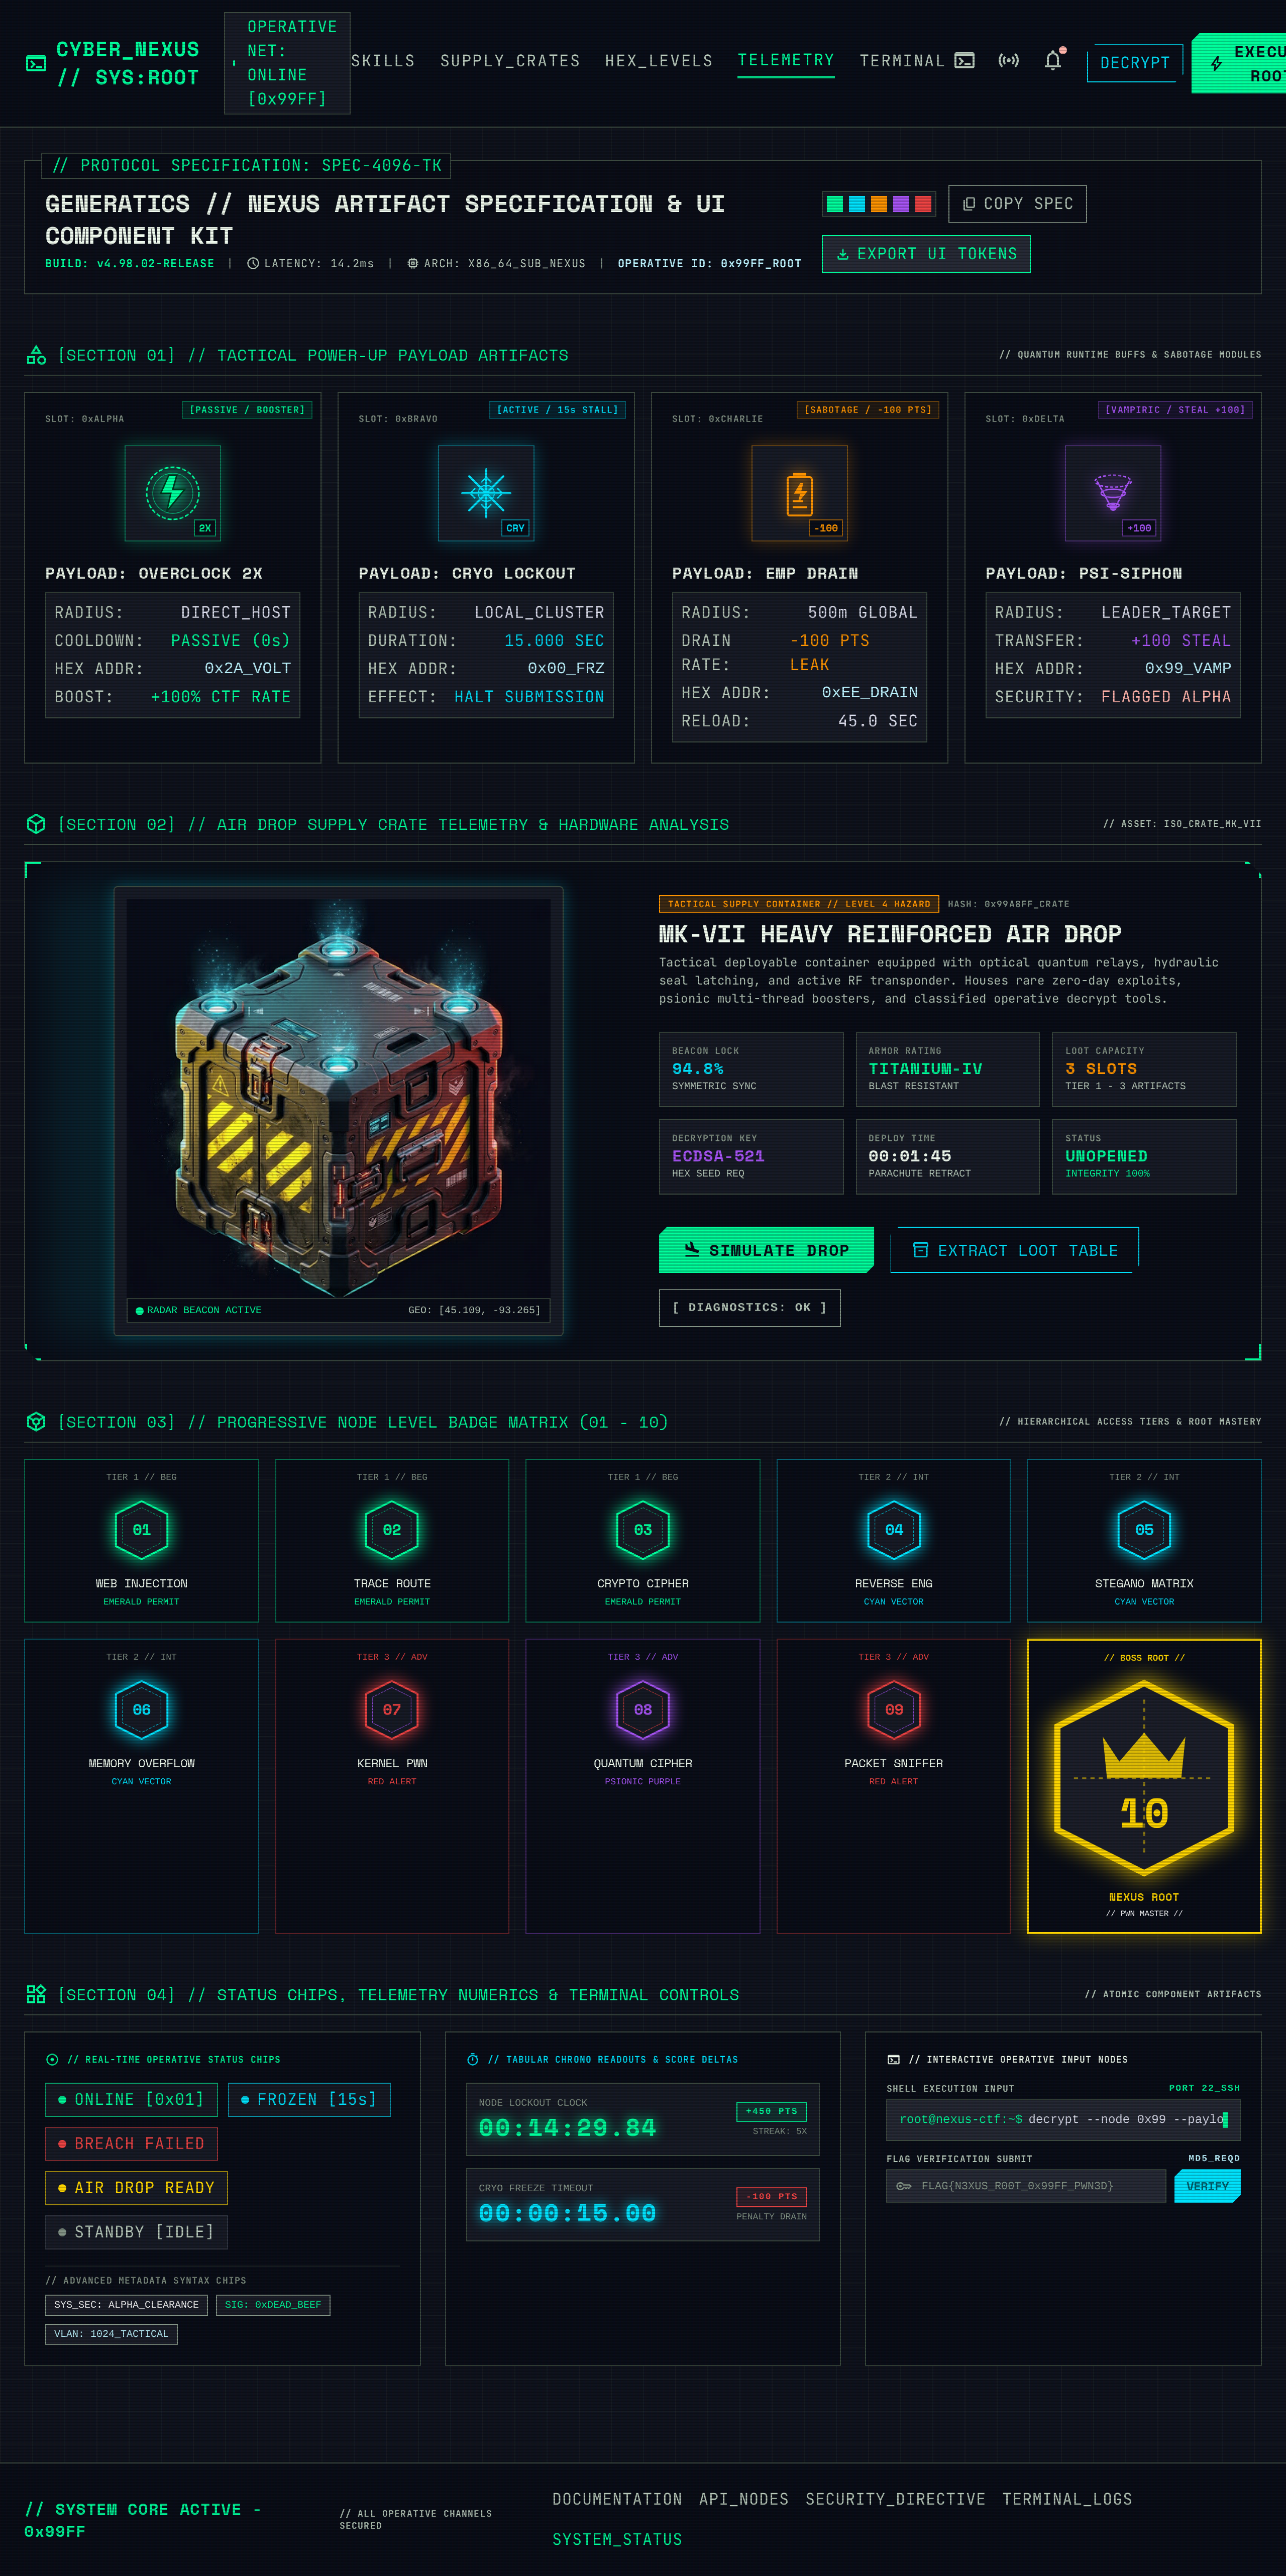 CYBER_NEXUS
// SYS:ROOT
OPERATIVE
NET:
ONLINE
[0x99FF]
SKILLS
SUPPLY_CRATES
HEX_LEVELS
TELEMETRY
TERMINAL
DECRYPT
// PROTOCOL SPECIFICATION: SPEC-4096-TK
GENERATICS // NEXUS ARTIFACT SPECIFICATION & UI
COMPONENT KIT
BUILD: v4.98.02-RELEASE | LATENCY: 14.2ms | ARCH: X86_64_SUB_NEXUS | OPERATIVE ID: 0x99FF_ROOT
COPY SPEC
EXPORT UI TOKENS
[SECTION 01] // TACTICAL POWER-UP PAYLOAD ARTIFACTS
// QUANTUM RUNTIME BUFFS & SABOTAGE MODULES
[PASSIVE / BOOSTER]
SLOT: 0xALPHA
2X
PAYLOAD: OVERCLOCK 2X
RADIUS: DIRECT_HOST
COOLDOWN: PASSIVE (0s)
HEX ADDR: 0x2A_VOLT
BOOST: +100% CTF RATE
[ACTIVE / 15s STALL]
SLOT: 0xBRAVO
CRY
PAYLOAD: CRYO LOCKOUT
RADIUS: LOCAL_CLUSTER
DURATION: 15.000 SEC
HEX ADDR: 0x00_FRZ
EFFECT: HALT SUBMISSION
[SABOTAGE / -100 PTS]
SLOT: 0xCHARLIE
-100
PAYLOAD: EMP DRAIN
RADIUS: 500m GLOBAL
DRAIN -100 PTS
RATE: LEAK
HEX ADDR: 0xEE_DRAIN
RELOAD: 45.0 SEC
[VAMPIRIC / STEAL +100]
SLOT: 0xDELTA
+100
PAYLOAD: PSI-SIPHON
RADIUS: LEADER_TARGET
TRANSFER: +100 STEAL
HEX ADDR: 0x99_VAMP
SECURITY: FLAGGED ALPHA
[SECTION 02] // AIR DROP SUPPLY CRATE TELEMETRY & HARDWARE ANALYSIS
// ASSET: ISO_CRATE_MK_VII
RADAR BEACON ACTIVE
GEO: [45.109, -93.265]
TACTICAL SUPPLY CONTAINER // LEVEL 4 HAZARD
HASH: 0x99A8FF_CRATE
MK-VII HEAVY REINFORCED AIR DROP
Tactical deployable container equipped with optical quantum relays, hydraulic
seal latching, and active RF transponder. Houses rare zero-day exploits,
psionic multi-thread boosters, and classified operative decrypt tools.
BEACON LOCK
94.8%
SYMMETRIC SYNC
ARMOR RATING
TITANIUM-IV
BLAST RESISTANT
LOOT CAPACITY
3 SLOTS
TIER 1 - 3 ARTIFACTS
DECRYPTION KEY
ECDSA-521
HEX SEED REQ
DEPLOY TIME
00:01:45
PARACHUTE RETRACT
STATUS
UNOPENED
INTEGRITY 100%
SIMULATE DROP
EXTRACT LOOT TABLE
[ DIAGNOSTICS: OK ]
[SECTION 03] // PROGRESSIVE NODE LEVEL BADGE MATRIX (01 - 10)
// HIERARCHICAL ACCESS TIERS & ROOT MASTERY
TIER 1 // BEG
01
WEB INJECTION
EMERALD PERMIT
TIER 1 // BEG
02
TRACE ROUTE
EMERALD PERMIT
TIER 1 // BEG
03
CRYPTO CIPHER
EMERALD PERMIT
TIER 2 // INT
04
REVERSE ENG
CYAN VECTOR
TIER 2 // INT
05
STEGANO MATRIX
CYAN VECTOR
TIER 2 // INT
06
MEMORY OVERFLOW
CYAN VECTOR
TIER 3 // ADV
07
KERNEL PWN
RED ALERT
TIER 3 // ADV
08
QUANTUM CIPHER
PSIONIC PURPLE
TIER 3 // ADV
09
PACKET SNIFFER
RED ALERT
// BOSS ROOT //
10
NEXUS ROOT
// PWN MASTER //
[SECTION 04] // STATUS CHIPS, TELEMETRY NUMERICS & TERMINAL CONTROLS
// ATOMIC COMPONENT ARTIFACTS
// REAL-TIME OPERATIVE STATUS CHIPS
ONLINE [0x01]
FROZEN [15s]
BREACH FAILED
AIR DROP READY
STANDBY [IDLE]
// ADVANCED METADATA SYNTAX CHIPS
SYS_SEC: ALPHA_CLEARANCE
SIG: 0xDEAD_BEEF
VLAN: 1024_TACTICAL
// TABULAR CHRONO READOUTS & SCORE DELTAS
NODE LOCKOUT CLOCK
00:14:29.84
+450 PTS
STREAK: 5X
CRYO FREEZE TIMEOUT
00:00:15.00
-100 PTS
PENALTY DRAIN
// INTERACTIVE OPERATIVE INPUT NODES
SHELL EXECUTION INPUT
PORT 22_SSH
root@nexus-ctf:~$ decrypt --node 0x99 --paylo
FLAG VERIFICATION SUBMIT
MD5_REQD
FLAG{N3XUS_R00T_0x99FF_PWN3D}
VERIFY
// SYSTEM CORE ACTIVE -
0x99FF
// ALL OPERATIVE CHANNELS
SECURED
DOCUMENTATION
API_NODES
SECURITY_DIRECTIVE
TERMINAL_LOGS
SYSTEM_STATUS